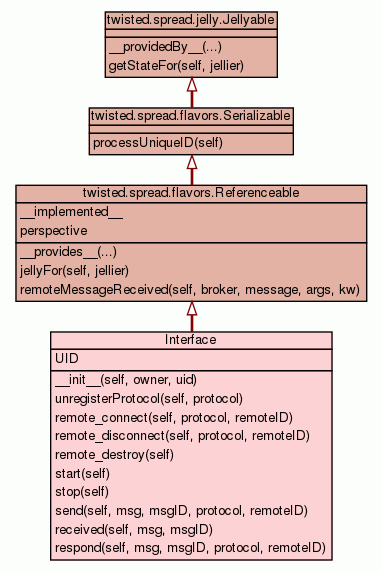 twisted.spread.jelly.Jellyable
__providedBy__(...)
getStateFor(self, jellier)
twisted.spread.flavors.Serializable
processUniqueID(self)
twisted.spread.flavors.Referenceable
__implemented__
perspective
__provides__(...)
jellyFor(self, jellier)
remoteMessageReceived(self, broker, message, args, kw)
Interface
UID
__init__(self, owner, uid)
unregisterProtocol(self, protocol)
remote_connect(self, protocol, remoteID)
remote_disconnect(self, protocol, remoteID)
remote_destroy(self)
start(self)
stop(self)
send(self, msg, msgID, protocol, remoteID)
received(self, msg, msgID)
respond(self, msg, msgID, protocol, remoteID)